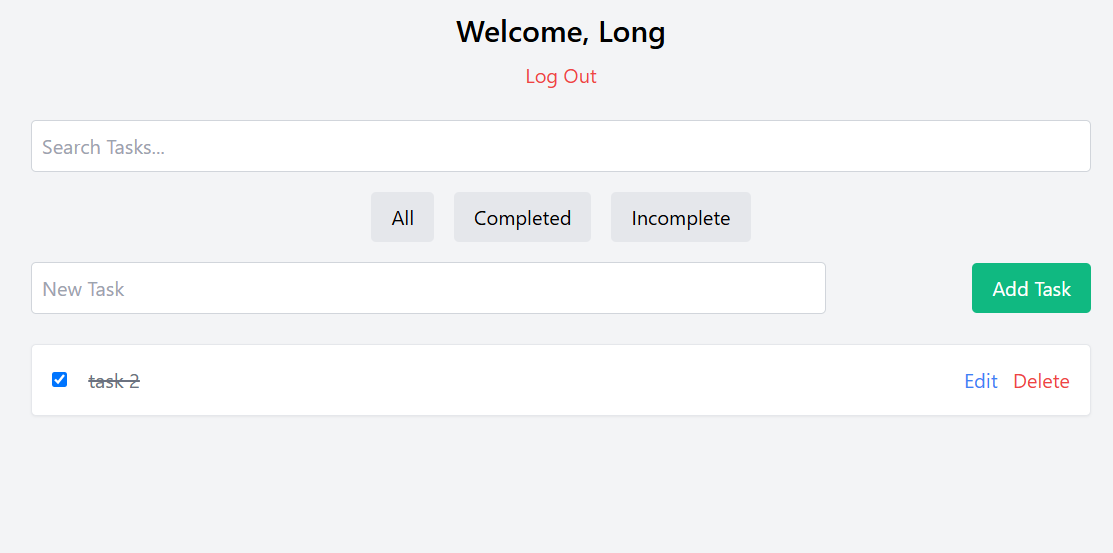 Welcome, Long
Log Out
Search Tasks...
All Completed Incomplete
New Task Add Task
task 2 Edit Delete